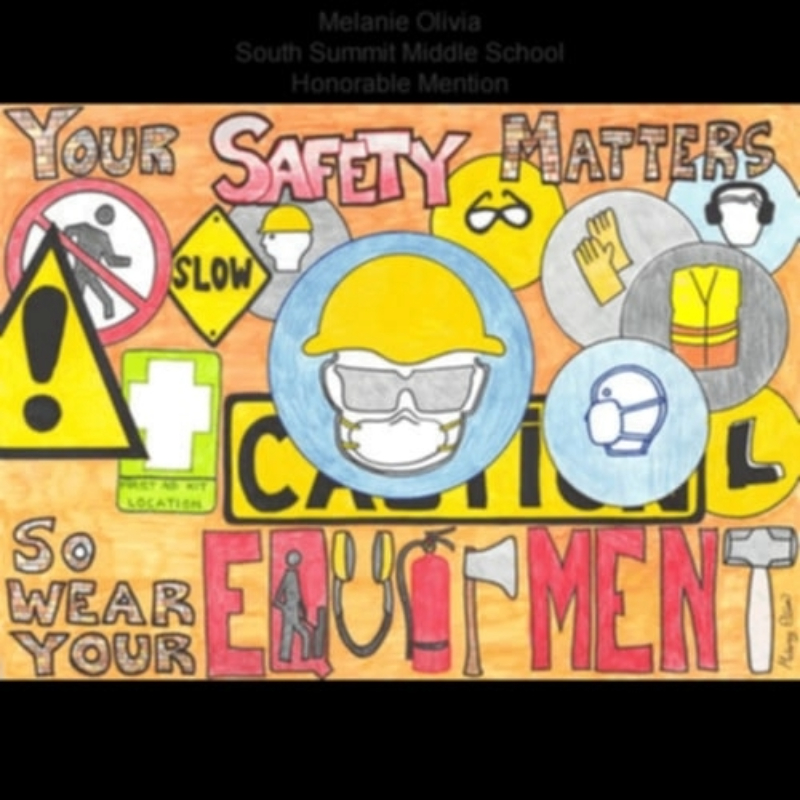 Melanie Olivia
South Summit Middle School
Honorable Mention
YOUR SAFETY MATTERS
SLOW
CAUTION
FIRST AID KIT
LOCATION
SO
WEAR
YOUR
EQUIPMENT